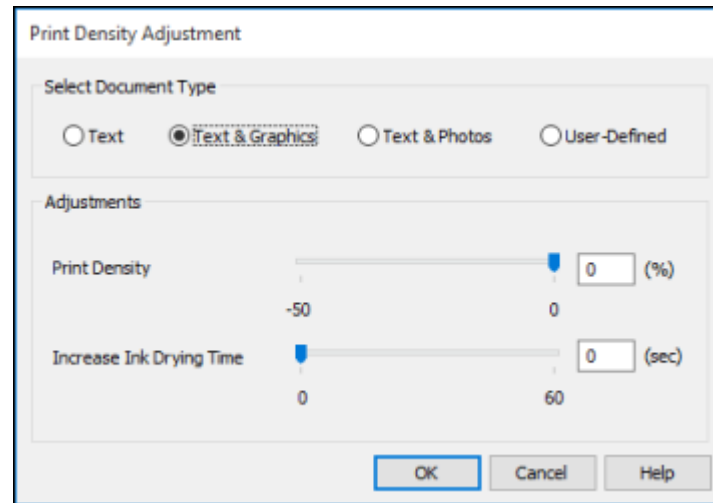 Print Density Adjustment
Select Document Type
Text Text & Graphics Text & Photos User-Defined
Adjustments
Print Density 0 (%)
-50 0
Increase Ink Drying Time 0 (sec)
0 60
OK Cancel Help